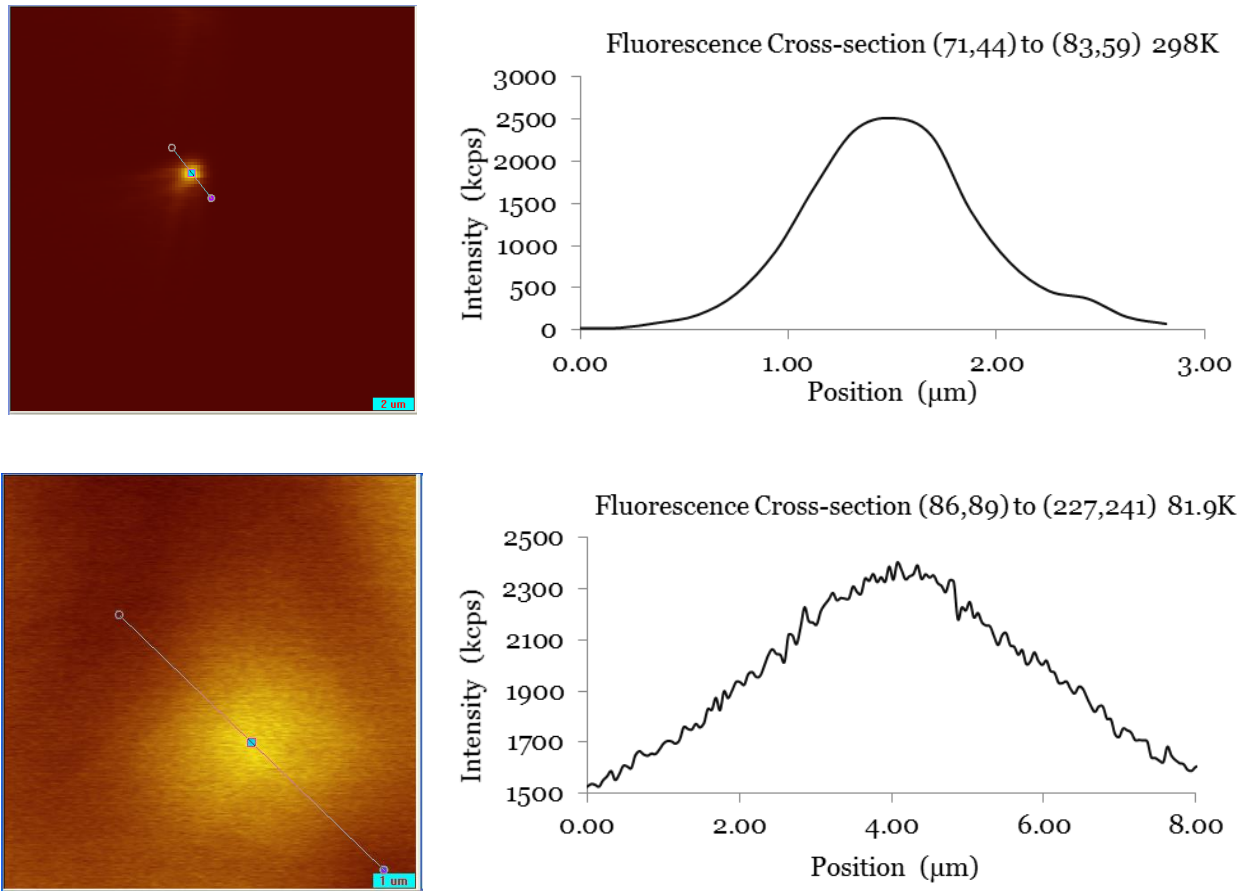 Fluorescence Cross-section (71,44) to (83,59) 298K
3000
2500
2000
1500
1000
500
0
Intensity (kcps)
0.00 1.00 2.00 3.00
Position (µm)
2 um
Fluorescence Cross-section (86,89) to (227,241) 81.9K
2500
2300
2100
1900
1700
1500
Intensity (kcps)
0.00 2.00 4.00 6.00 8.00
Position (µm)
1 um